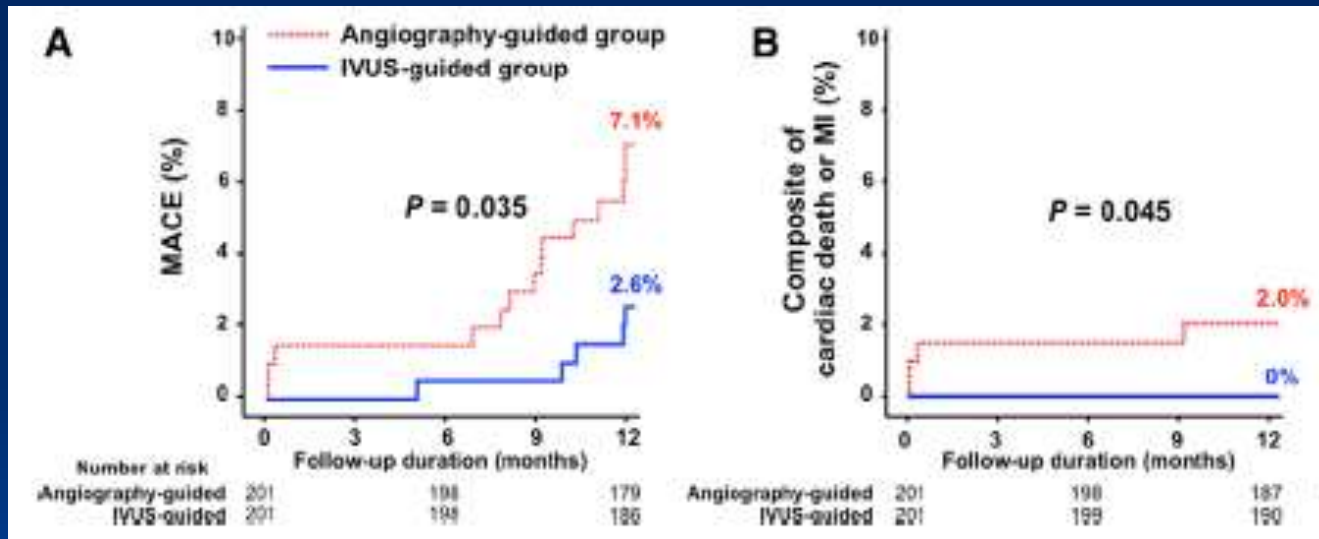 A
Angiography-guided group
IVUS-guided group
MACE (%)
10
8
6
4
2
0
7.1%
P = 0.035
2.6%
0 3 6 9 12
Follow-up duration (months)
Number at risk
Angiography-guided 201 198 179
IVUS-guided 201 198 186
B
Composite of
cardiac death or MI (%)
10
8
6
4
2
0
P = 0.045
2.0%
0%
0 3 6 9 12
Follow-up duration (months)
Angiography-guided 201 198 187
IVUS-guided 201 199 190